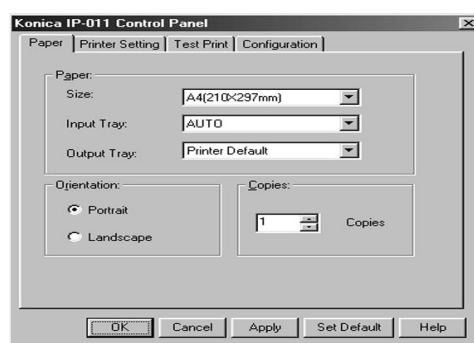 Konica IP-011 Control Panel
Paper Printer Setting Test Print Configuration
Paper:
Size: A4(210X297mm)
Input Tray: AUTO
Output Tray: Printer Default
Orientation:
Portrait
Landscape
Copies:
1 Copies
OK Cancel Apply Set Default Help